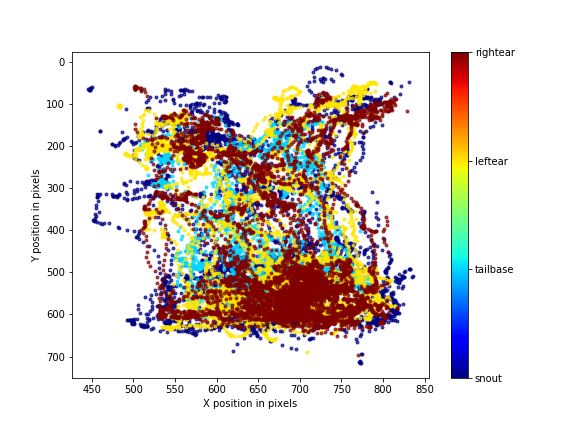 0
100
200
300
400
500
600
700
Y position in pixels
450
500
550
600
650
700
750
800
850
X position in pixels
rightear
leftear
tailbase
snout